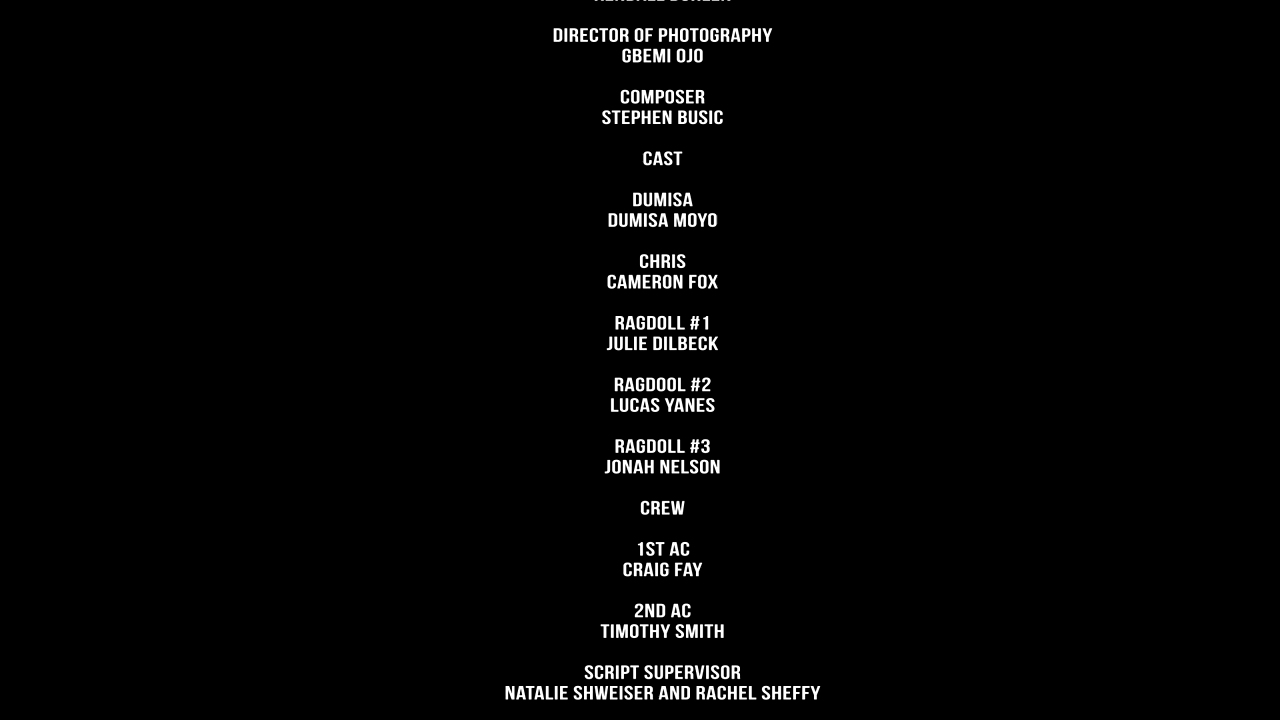 DIRECTOR OF PHOTOGRAPHY
GBEMI OJO
COMPOSER
STEPHEN BUSIC
CAST
DUMISA
DUMISA MOYO
CHRIS
CAMERON FOX
RAGDOLL #1
JULIE DILBECK
RAGDOOL #2
LUCAS YANES
RAGDOLL #3
JONAH NELSON
CREW
1ST AC
CRAIG FAY
2ND AC
TIMOTHY SMITH
SCRIPT SUPERVISOR
NATALIE SHWEISER AND RACHEL SHEFFY